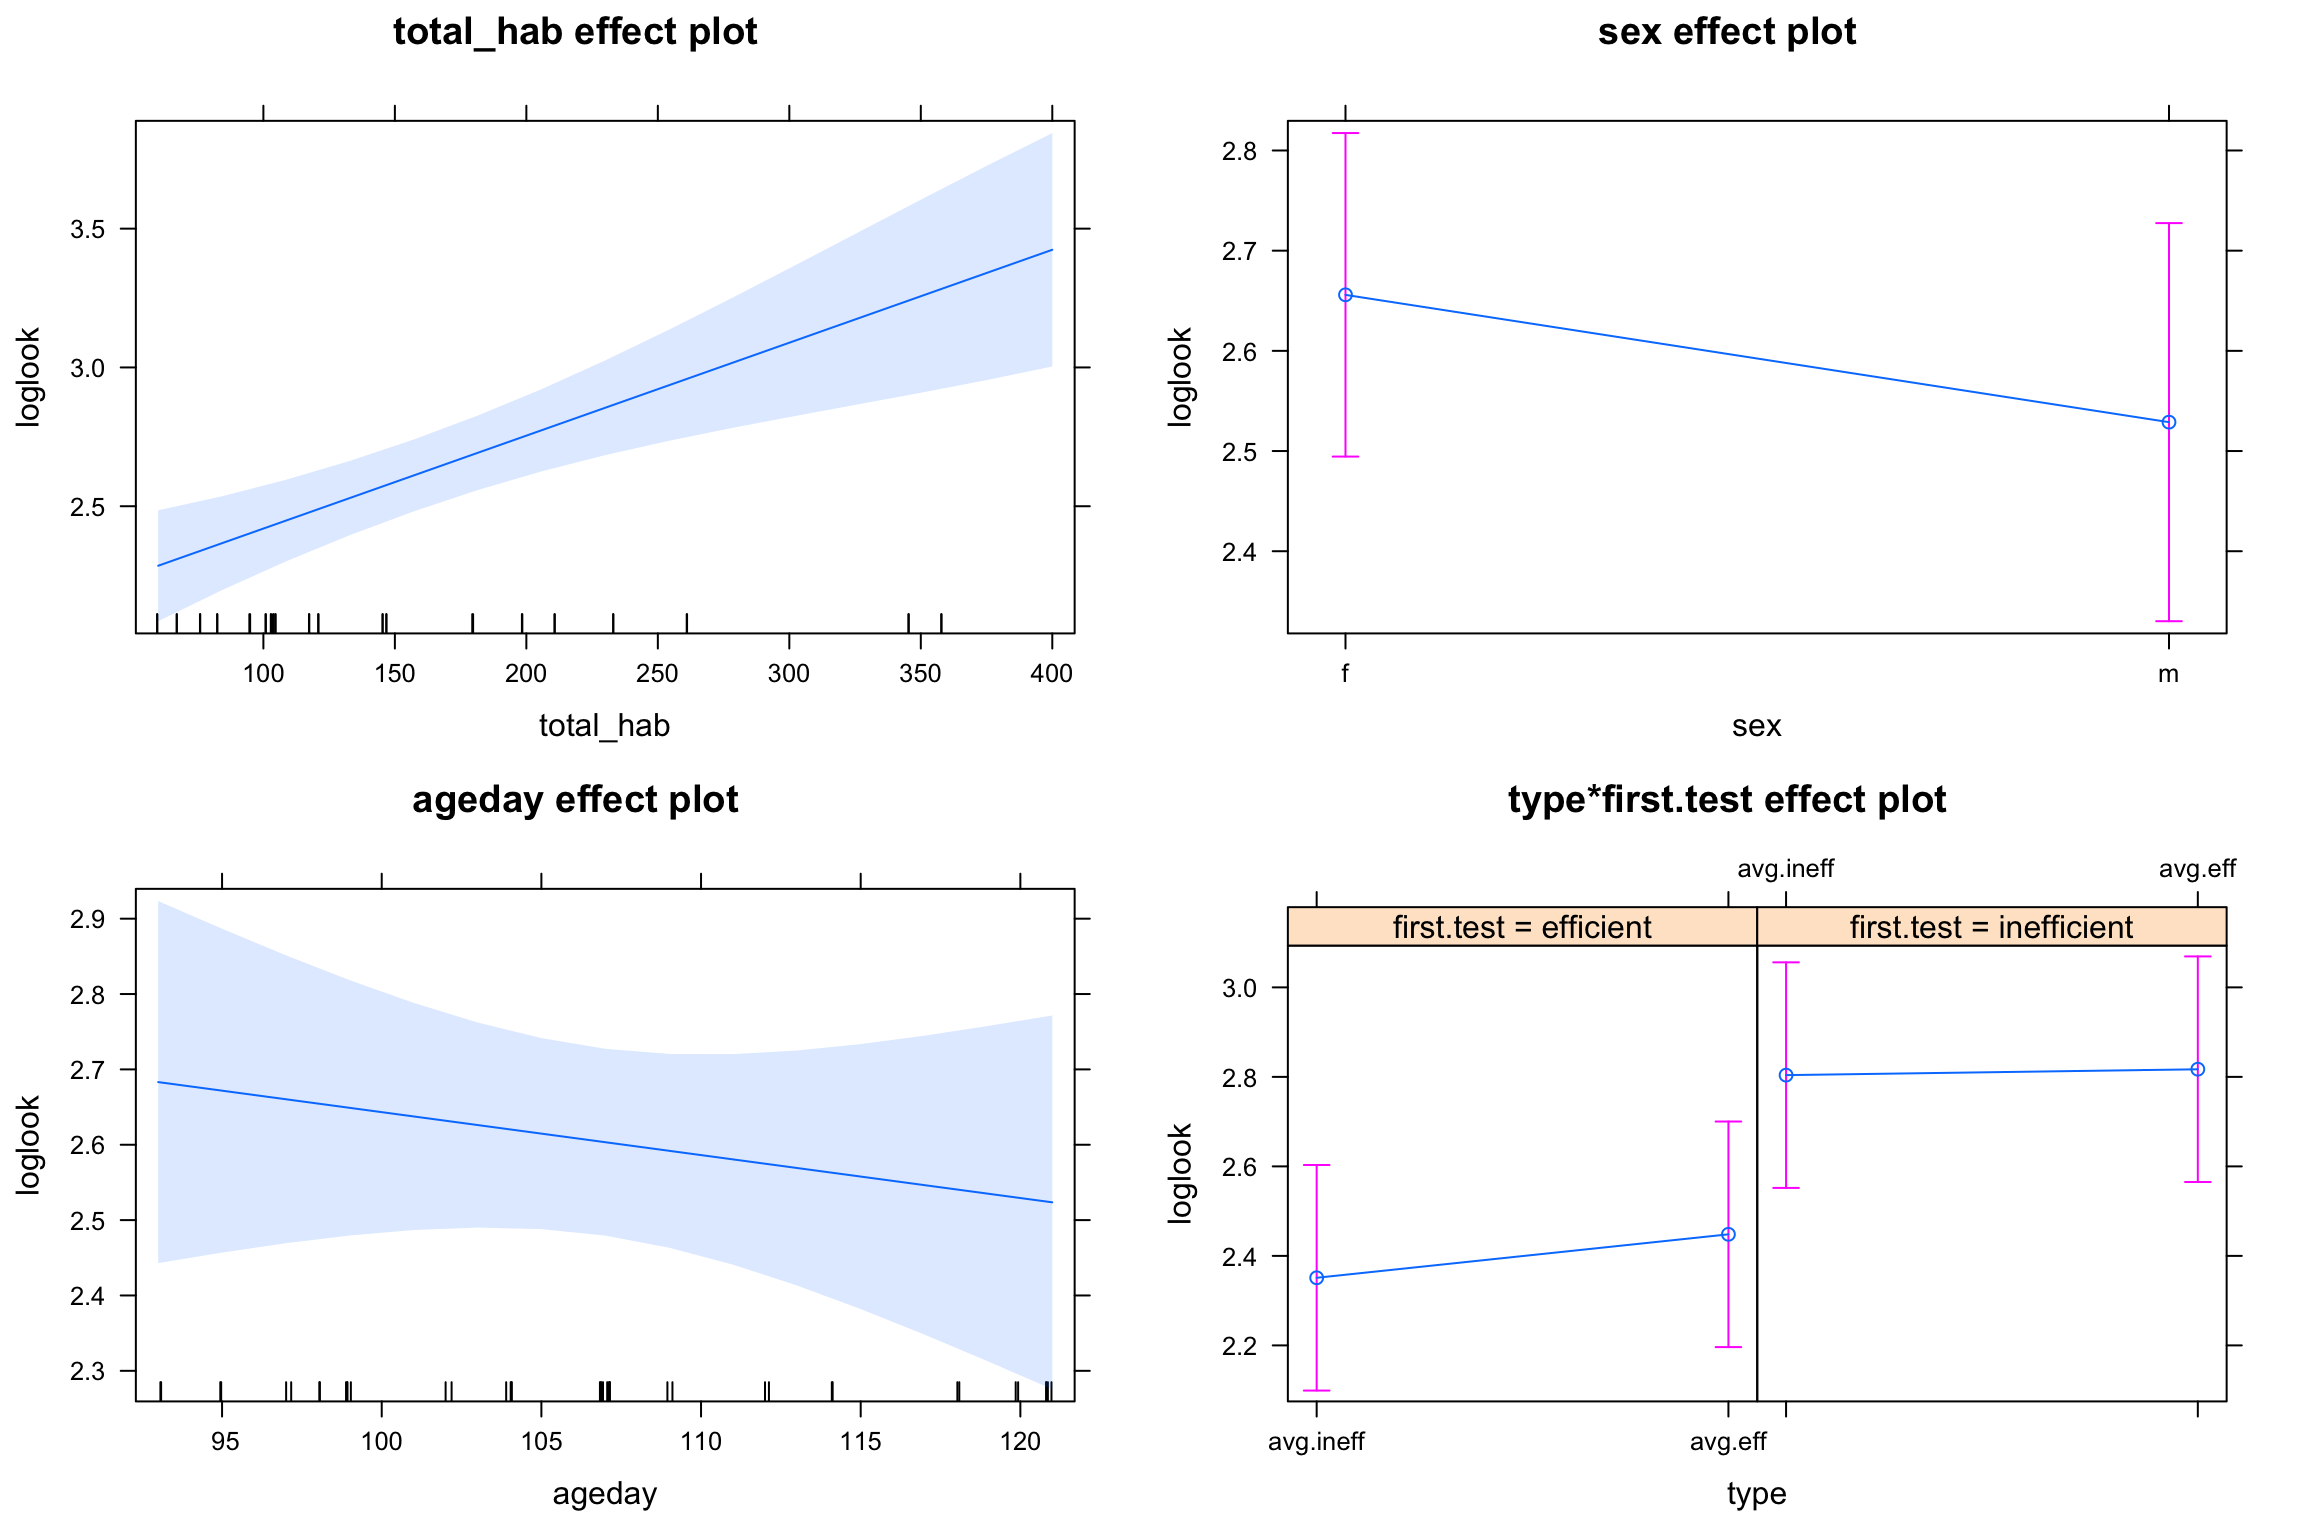 total_hab effect plot
loglook
3.5
3.0
2.5
100 150 200 250 300 350 400
total_hab
sex effect plot
loglook
2.8
2.7
2.6
2.5
2.4
f m
sex
ageday effect plot
loglook
2.9
2.8
2.7
2.6
2.5
2.4
2.3
95 100 105 110 115 120
ageday
type*first.test effect plot
avg.ineff avg.eff
first.test = efficient first.test = inefficient
loglook
3.0
2.8
2.6
2.4
2.2
avg.ineff avg.eff
type